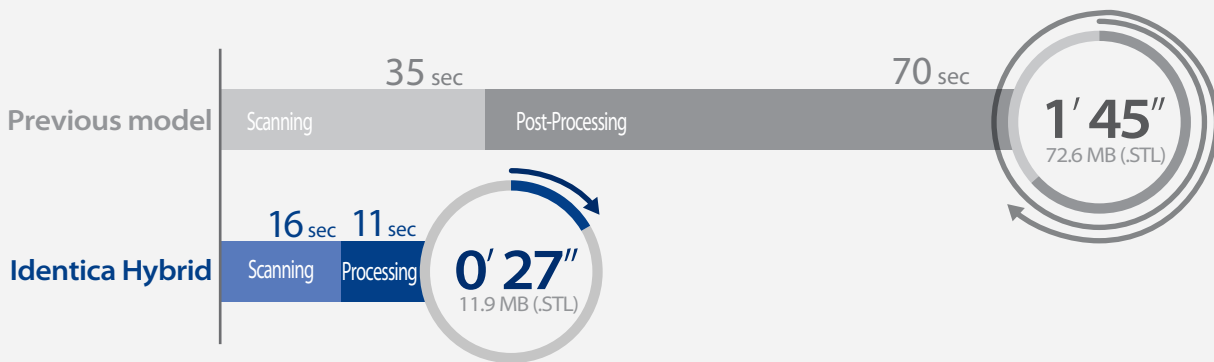 35 sec
70 sec
Previous model
Scanning
Post-Processing
1′ 45″
72.6 MB (.STL)
16 sec
11 sec
Identica Hybrid
Scanning
Processing
0′ 27″
11.9 MB (.STL)